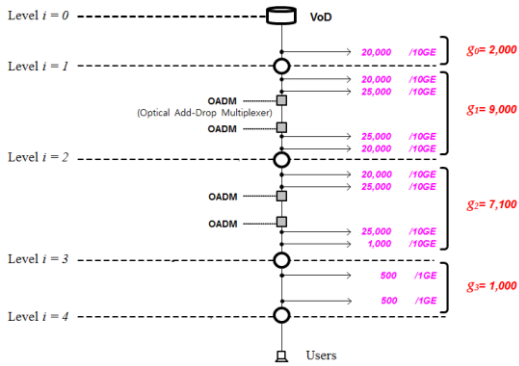 Level i = 0
VoD
20,000 /10GE
g0= 2,000
Level i = 1
20,000 /10GE
25,000 /10GE
OADM
(Optical Add-Drop Multiplexer)
g1= 9,000
OADM
25,000 /10GE
20,000 /10GE
Level i = 2
20,000 /10GE
25,000 /10GE
OADM
g2= 7,100
OADM
25,000 /10GE
1,000 /10GE
Level i = 3
500 /1GE
g3= 1,000
500 /1GE
Level i = 4
Users